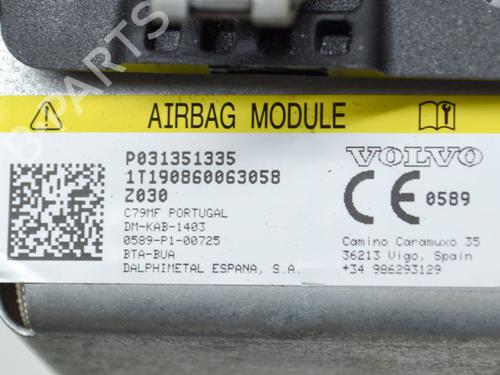 AIRBAG MODULE
P031351335
1T190860063058
Z030
C79MF PORTUGAL
DM-KAB-1403
0589-P1-00725
BTA-BUA
DALPHIMETAL ESPANA, S.A.
VOLVO
CE 0589
Camino Caramuxo 35
36213 Vigo, Spain
+34 986293129
B-PARTS